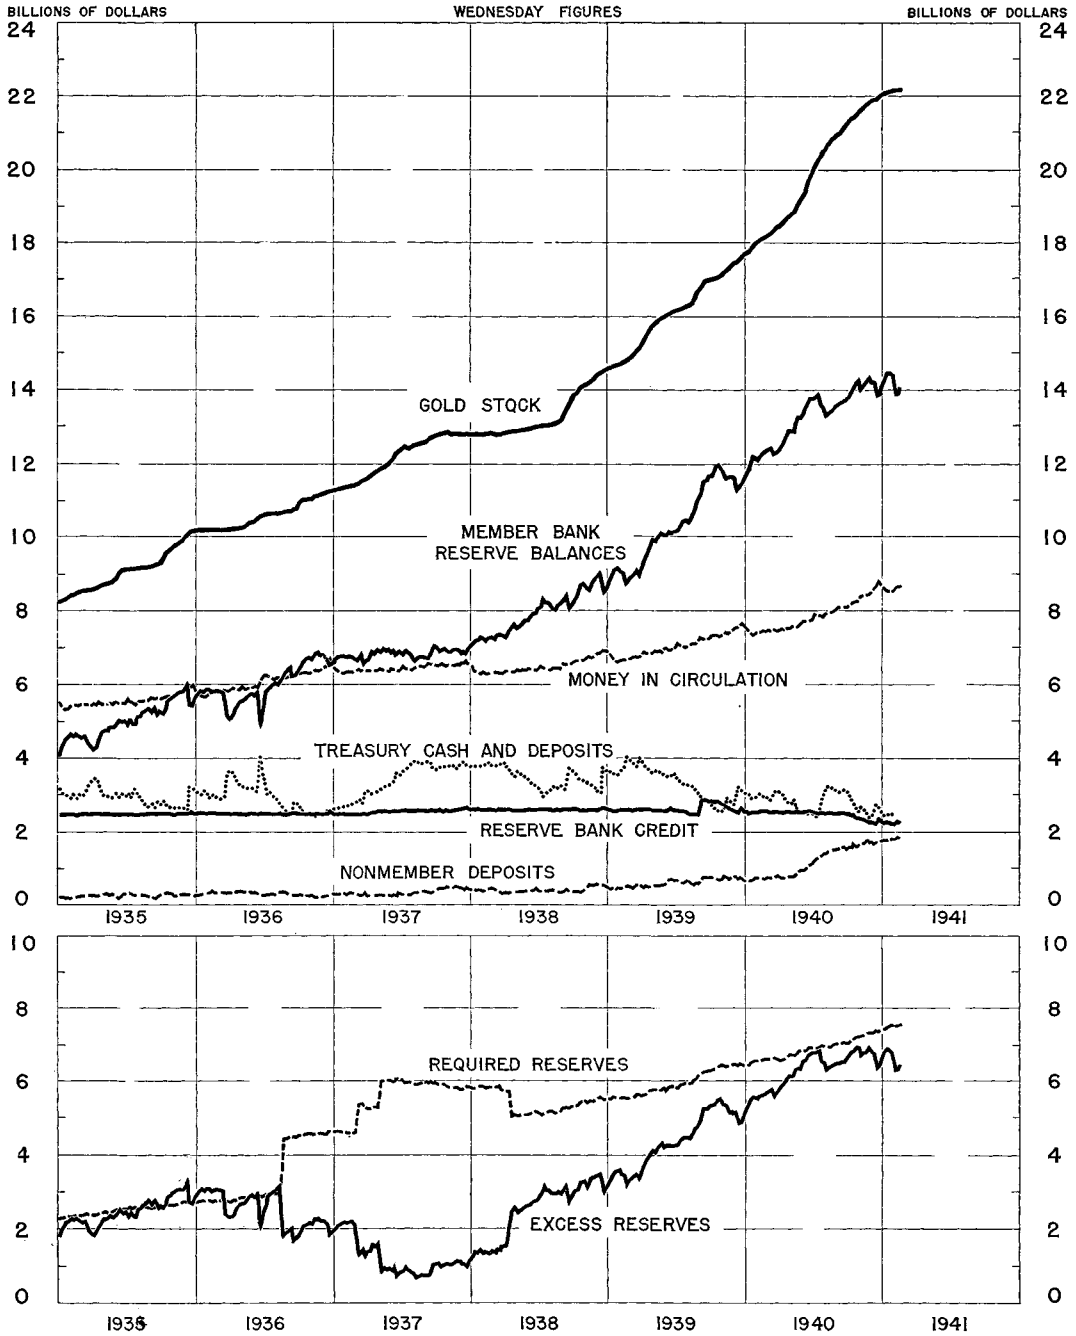 BILLIONS OF DOLLARS WEDNESDAY FIGURES BILLIONS OF DOLLARS
24 24
22 22
20 20
18 18
16 16
14 14
GOLD STOCK
12 12
MEMBER BANK
10 10
RESERVE BALANCES
8 8
MONEY IN CIRCULATION
6 6
TREASURY CASH AND DEPOSITS
4 4
RESERVE BANK CREDIT
2 2
NONMEMBER DEPOSITS
0 0
1935 1936 1937 1938 1939 1940 1941
10 10
8 8
REQUIRED RESERVES
6 6
4 4
EXCESS RESERVES
2 2
0 0
1935 1936 1937 1938 1939 1940 1941